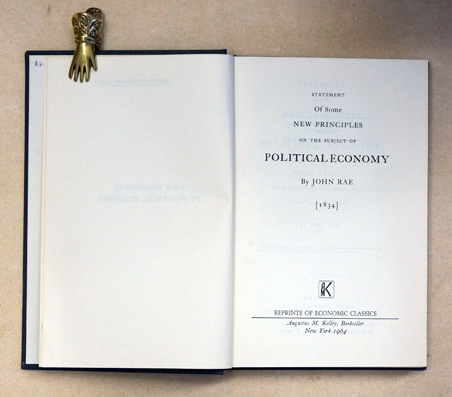 STATEMENT
Of Some
NEW PRINCIPLES
ON THE SUBJECT OF
POLITICAL ECONOMY
By JOHN RAE
[1834]
K
REPRINTS OF ECONOMIC CLASSICS
Augustus M. Kelley, Bookseller
New York 1964